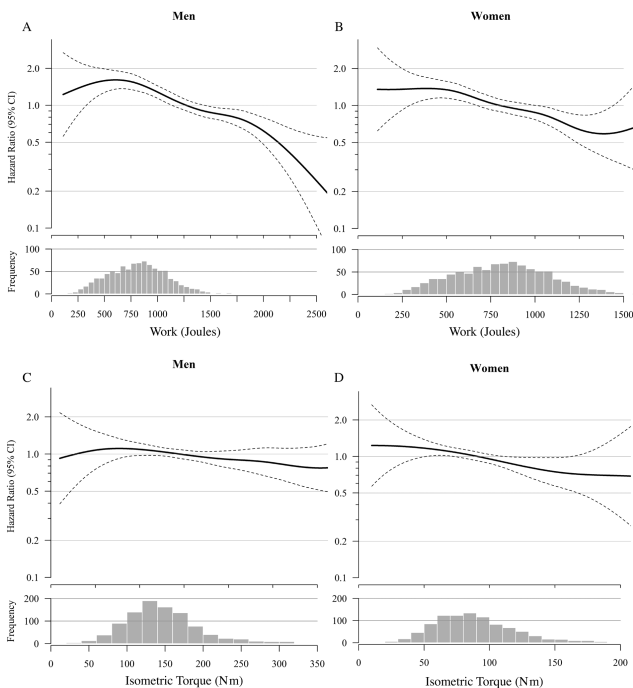 Men
Women
A
B
Hazard Ratio (95% CI)
2.0
1.0
0.5
0.2
0.1
2.0
1.0
0.5
0.2
0.1
Frequency
100
50
0
100
50
0
0 250 500 750 1000 1250 1500 2000 2500
0 250 500 750 1000 1250 1500
Work (Joules)
Work (Joules)
Men
Women
C
D
Hazard Ratio (95% CI)
2.0
1.0
0.5
0.2
0.1
2.0
1.0
0.5
0.2
0.1
Frequency
200
100
0
200
100
0
0 50 100 150 200 250 300 350
0 50 100 150 200
Isometric Torque (Nm)
Isometric Torque (Nm)